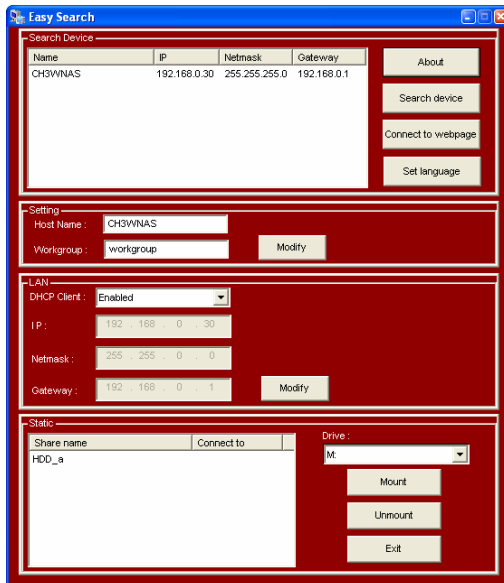 Easy Search
Search Device
Name IP Netmask Gateway
CH3WNAS 192.168.0.30 255.255.255.0 192.168.0.1
About
Search device
Connect to webpage
Set language
Setting
Host Name : CH3WNAS
Workgroup : workgroup
Modify
LAN
DHCP Client : Enabled
IP : 192 . 168 . 0 . 30
Netmask : 255 . 255 . 0 . 0
Gateway : 192 . 168 . 0 . 1
Modify
Static
Share name Connect to
HDD_a
Drive :
M:
Mount
Unmount
Exit